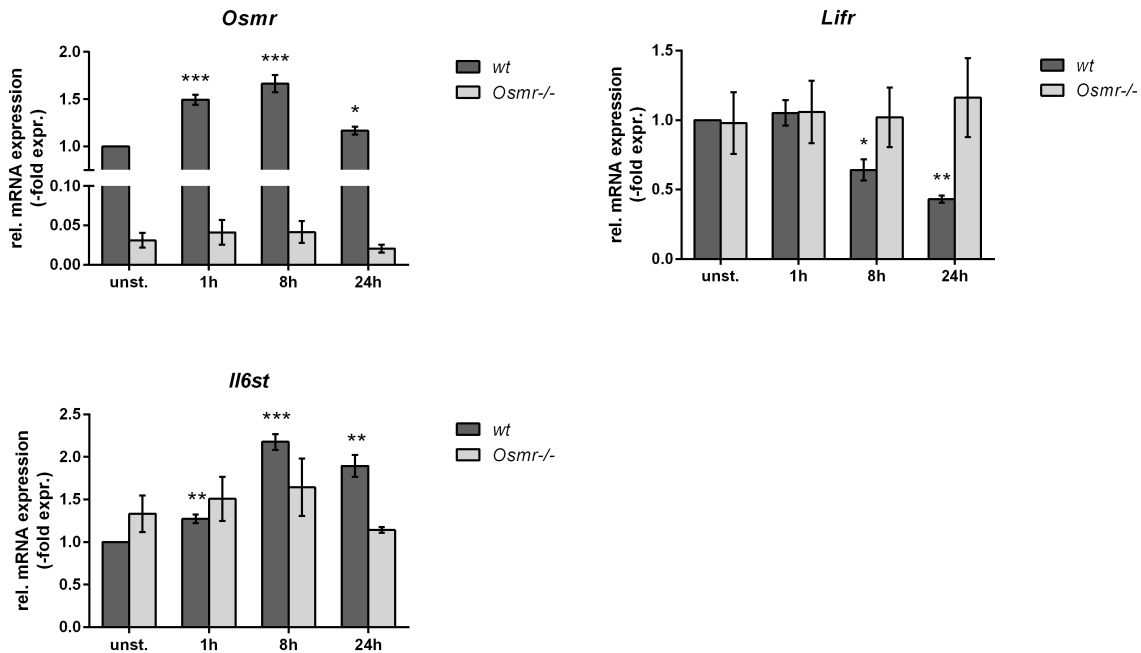 Osmr
rel. mRNA expression
(-fold expr.)
2.0
1.5
1.0
0.10
0.05
0.00
***
***
*
unst. 1h 8h 24h
wt
Osmr-/-
Lifr
rel. mRNA expression
(-fold expr.)
1.5
1.0
0.5
0.0
*
**
unst. 1h 8h 24h
wt
Osmr-/-
Il6st
rel. mRNA expression
(-fold expr.)
2.5
2.0
1.5
1.0
0.5
0.0
**
***
**
unst. 1h 8h 24h
wt
Osmr-/-